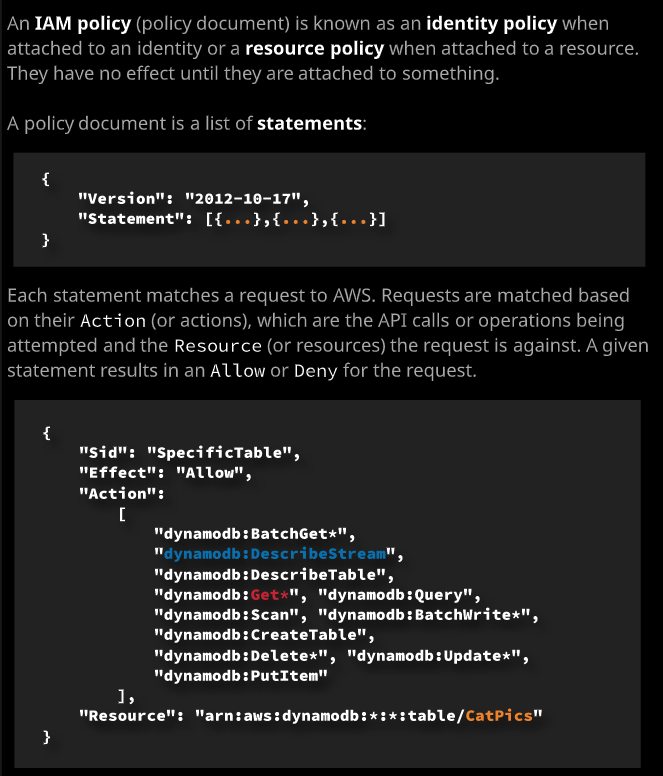 An IAM policy (policy document) is known as an identity policy when
attached to an identity or a resource policy when attached to a resource.
They have no effect until they are attached to something.
A policy document is a list of statements:
{
"Version": "2012-10-17",
"Statement": [{...},{...},{...}]
}
Each statement matches a request to AWS. Requests are matched based
on their Action (or actions), which are the API calls or operations being
attempted and the Resource (or resources) the request is against. A given
statement results in an Allow or Deny for the request.
{
"Sid": "SpecificTable",
"Effect": "Allow",
"Action":
[
"dynamodb:BatchGet*",
"dynamodb:DescribeStream",
"dynamodb:DescribeTable",
"dynamodb:Get*", "dynamodb:Query",
"dynamodb:Scan", "dynamodb:BatchWrite*",
"dynamodb:CreateTable",
"dynamodb:Delete*", "dynamodb:Update*",
"dynamodb:PutItem"
],
"Resource": "arn:aws:dynamodb:*:*:table/CatPics"
}